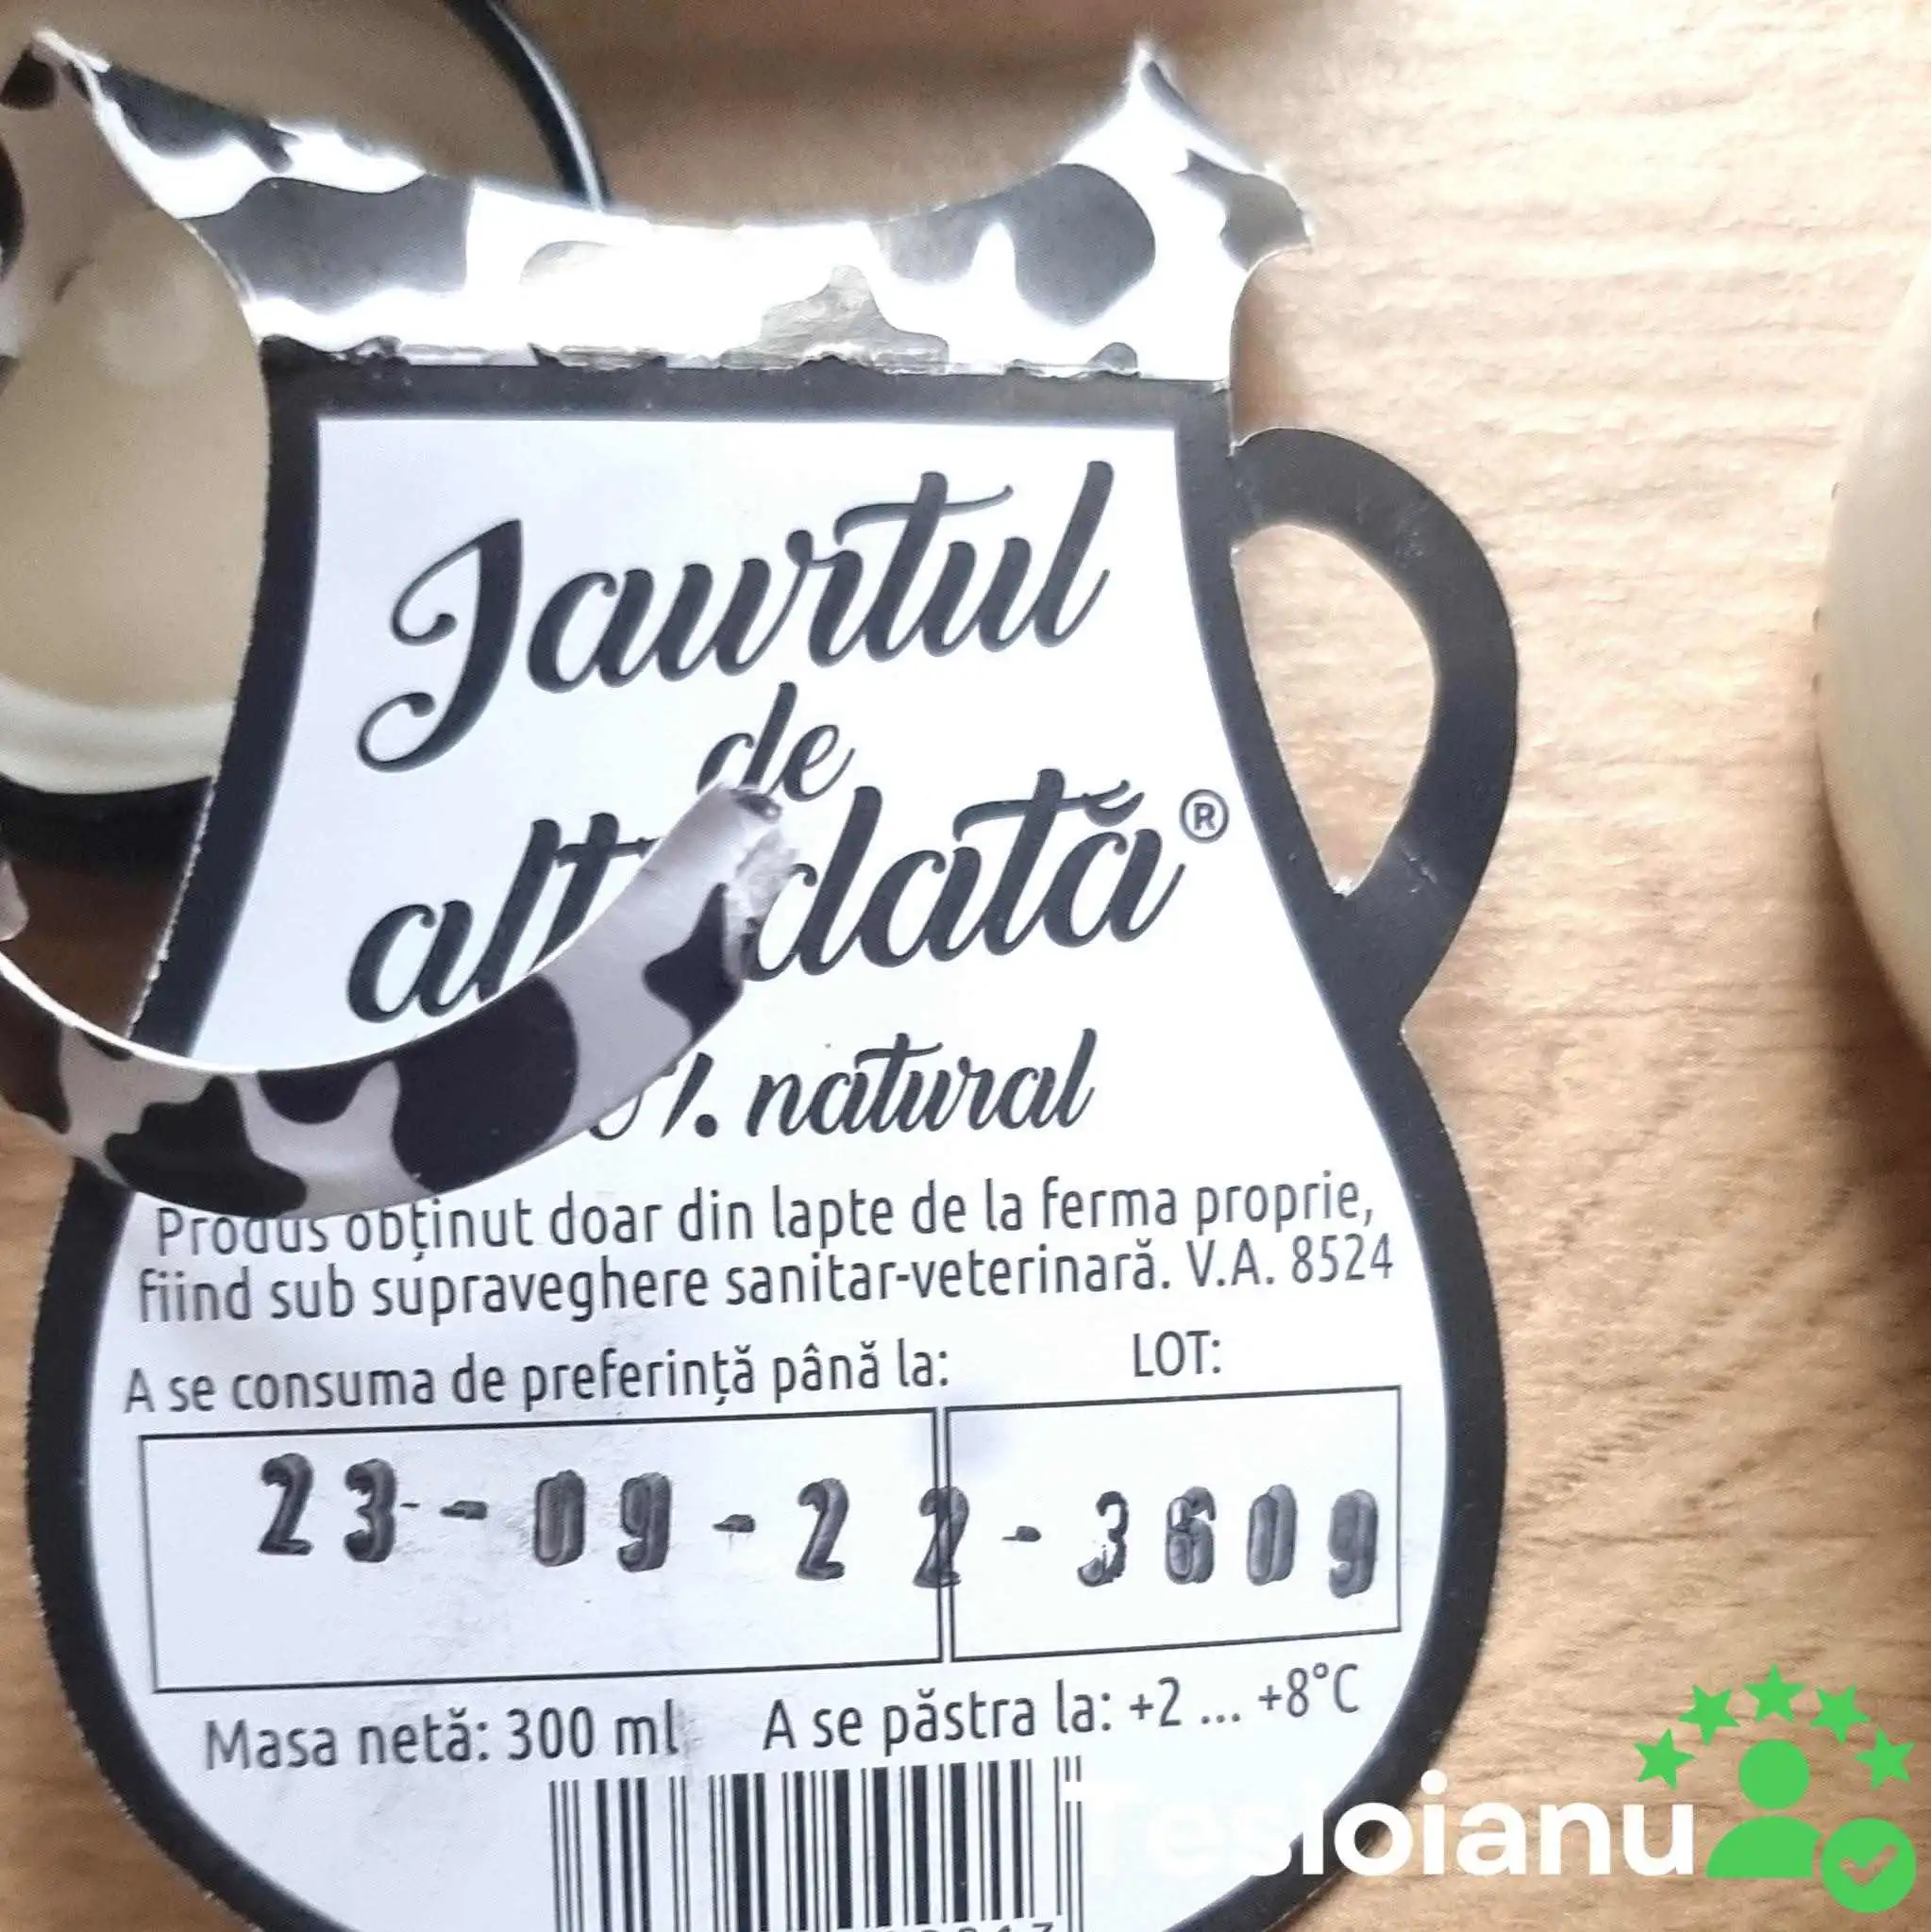 Iaurtul
de
dată®
%. natural
Produs obținut doar din lapte de la ferma proprie,
fiind sub supraveghere sanitar-veterinară. V.A. 8524
A se consuma de preferință până la: LOT:
23--09-22-3609
Masa netă: 300 ml A se păstra la: +2 ... +8°C
Tesloianu